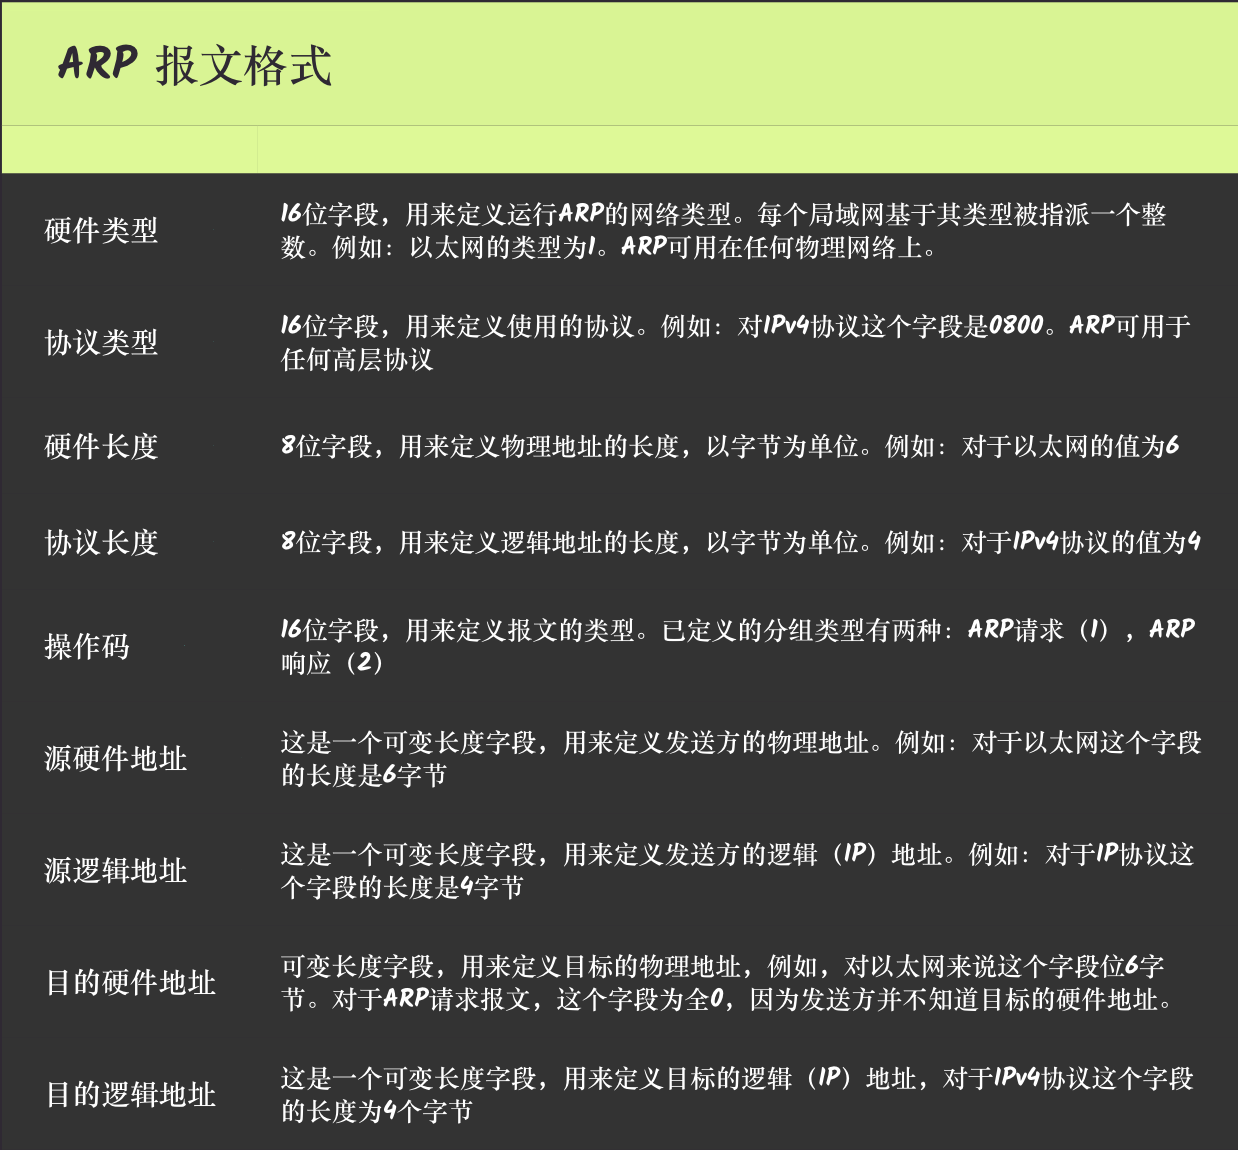 ARP 报文格式
硬件类型
16位字段，用来定义运行ARP的网络类型。每个局域网基于其类型被指派一个整
数。例如：以太网的类型为1。ARP可用在任何物理网络上。
协议类型
16位字段，用来定义使用的协议。例如：对IPv4协议这个字段是0800。ARP可用于
任何高层协议
硬件长度
8位字段，用来定义物理地址的长度，以字节为单位。例如：对于以太网的值为6
协议长度
8位字段，用来定义逻辑地址的长度，以字节为单位。例如：对于IPv4协议的值为4
操作码
16位字段，用来定义报文的类型。已定义的分组类型有两种：ARP请求（1），ARP
响应（2）
源硬件地址
这是一个可变长度字段，用来定义发送方的物理地址。例如：对于以太网这个字段
的长度是6字节
源逻辑地址
这是一个可变长度字段，用来定义发送方的逻辑（IP）地址。例如：对于IP协议这
个字段的长度是4字节
目的硬件地址
可变长度字段，用来定义目标的物理地址，例如，对以太网来说这个字段位6字
节。对于ARP请求报文，这个字段为全0，因为发送方并不知道目标的硬件地址。
目的逻辑地址
这是一个可变长度字段，用来定义目标的逻辑（IP）地址，对于IPv4协议这个字段
的长度为4个字节